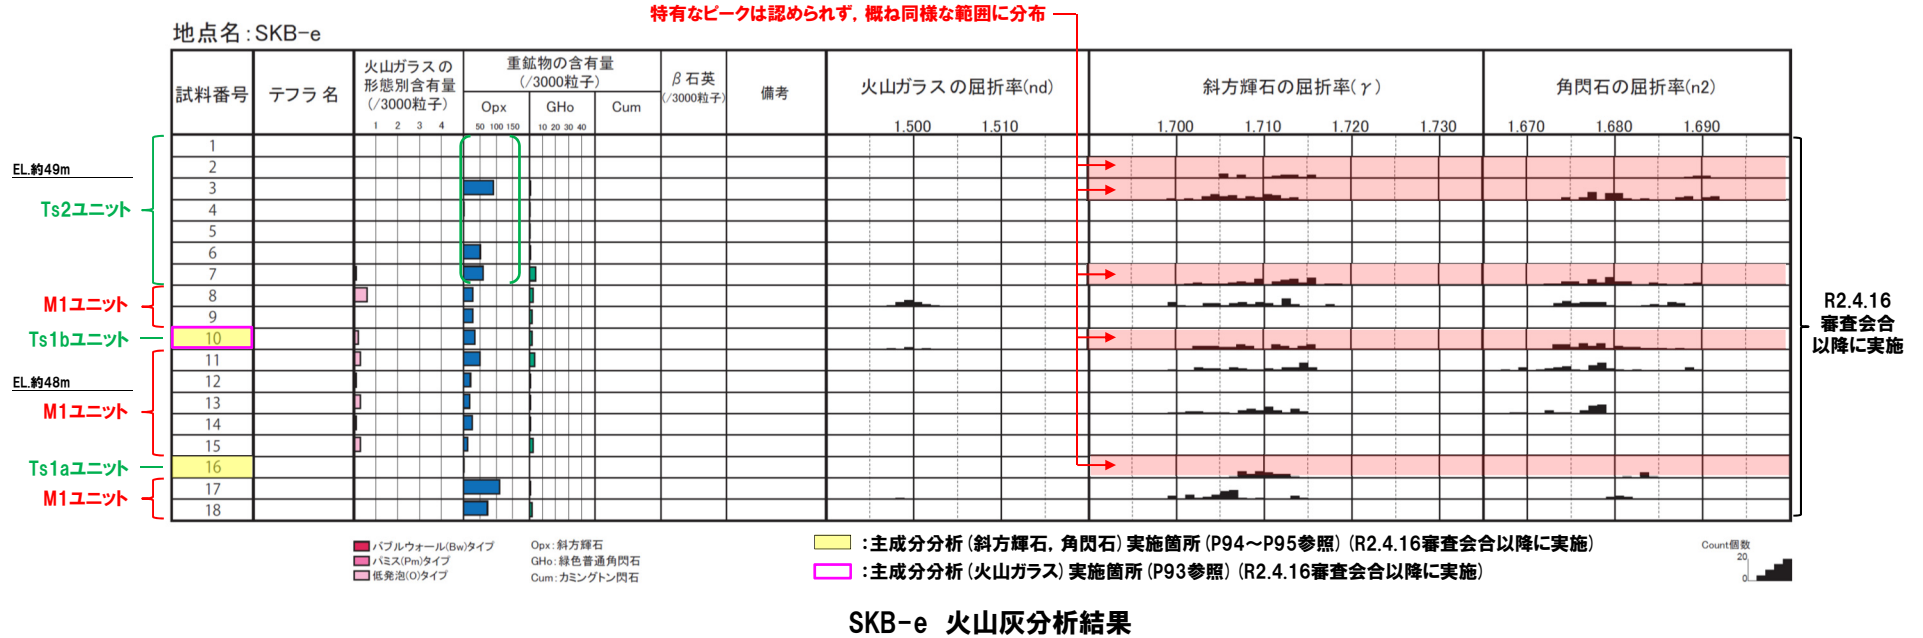 特有なピークは認められず，概ね同様な範囲に分布
地点名：SKB-e
試料番号
テフラ名
火山ガラスの
形態別含有量
(/3000粒子)
1 2 3 4
重鉱物の含有量
(/3000粒子)
Opx
50 100 150
GHo
10 20 30 40
Cum
β石英
(/3000粒子)
備考
火山ガラスの屈折率(nd)
1.500 1.510
斜方輝石の屈折率(γ)
1.700 1.710 1.720 1.730
角閃石の屈折率(n2)
1.670 1.680 1.690
1
2
3
4
5
6
7
8
9
10
11
12
13
14
15
16
17
18
EL.約49m
Ts2ユニット
M1ユニット
Ts1bユニット
EL.約48m
M1ユニット
Ts1aユニット
M1ユニット
R2.4.16
審査会合
以降に実施
バブルウォール(Bw)タイプ
パミス(Pm)タイプ
低発泡(O)タイプ
Opx：斜方輝石
GHo：緑色普通角閃石
Cum：カミングトン閃石
：主成分分析(斜方輝石，角閃石)実施箇所(P94～P95参照)(R2.4.16審査会合以降に実施)
：主成分分析(火山ガラス)実施箇所(P93参照)(R2.4.16審査会合以降に実施)
Count個数
20
0
SKB-e 火山灰分析結果